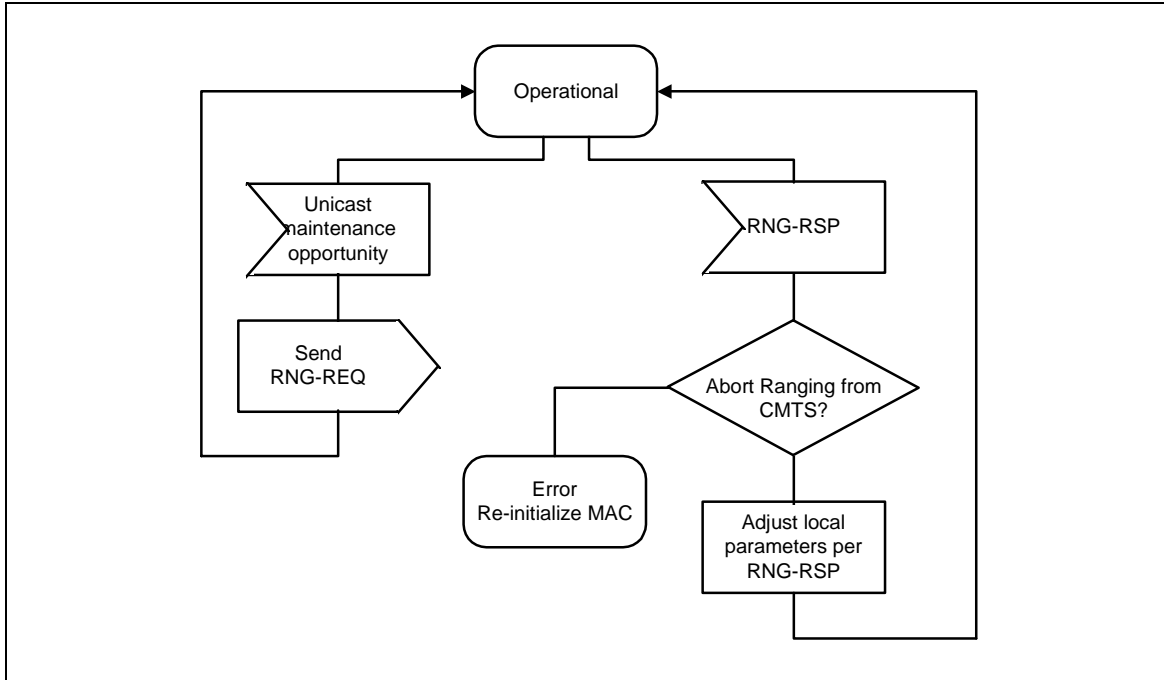 Operational
Unicast
maintenance
opportunity
Send
RNG-REQ
RNG-RSP
Abort Ranging from
CMTS?
Error
Re-initialize MAC
Adjust local
parameters per
RNG-RSP